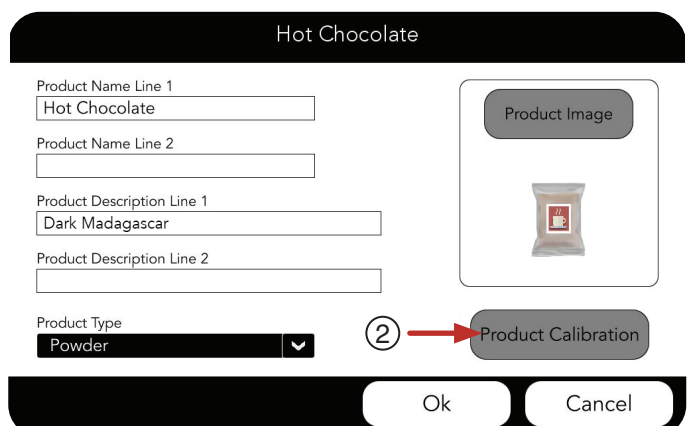 Hot Chocolate
Product Name Line 1
Hot Chocolate
Product Name Line 2
Product Description Line 1
Dark Madagascar
Product Description Line 2
Product Type
Powder
Product Image
2
Product Calibration
Ok
Cancel